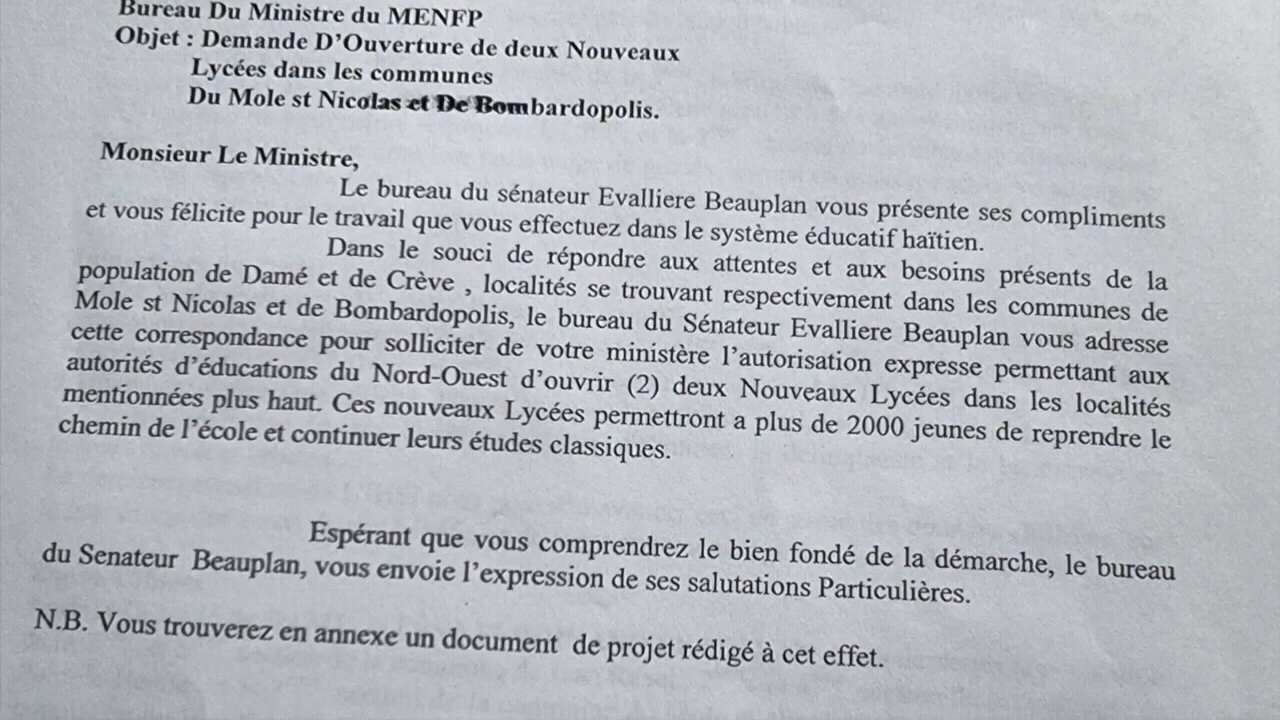 Bureau Du Ministre du MENFP
Objet : Demande D'Ouverture de deux Nouveaux
Lycées dans les communes
Du Mole st Nicolas et De Bombardopolis.
Monsieur Le Ministre,
Le bureau du sénateur Evalliere Beauplan vous présente ses compliments
et vous félicite pour le travail que vous effectuez dans le système éducatif haïtien.
Dans le souci de répondre aux attentes et aux besoins présents de la
population de Damé et de Crève , localités se trouvant respectivement dans les communes de
Mole st Nicolas et de Bombardopolis, le bureau du Sénateur Evalliere Beauplan vous adresse
cette correspondance pour solliciter de votre ministère l'autorisation expresse permettant aux
autorités d'éducations du Nord-Ouest d'ouvrir (2) deux Nouveaux Lycées dans les localités
mentionnées plus haut. Ces nouveaux Lycées permettront a plus de 2000 jeunes de reprendre le
chemin de l'école et continuer leurs études classiques.
Espérant que vous comprendrez le bien fondé de la démarche, le bureau
du Senateur Beauplan, vous envoie l'expression de ses salutations Particulières.
N.B. Vous trouverez en annexe un document de projet rédigé à cet effet.